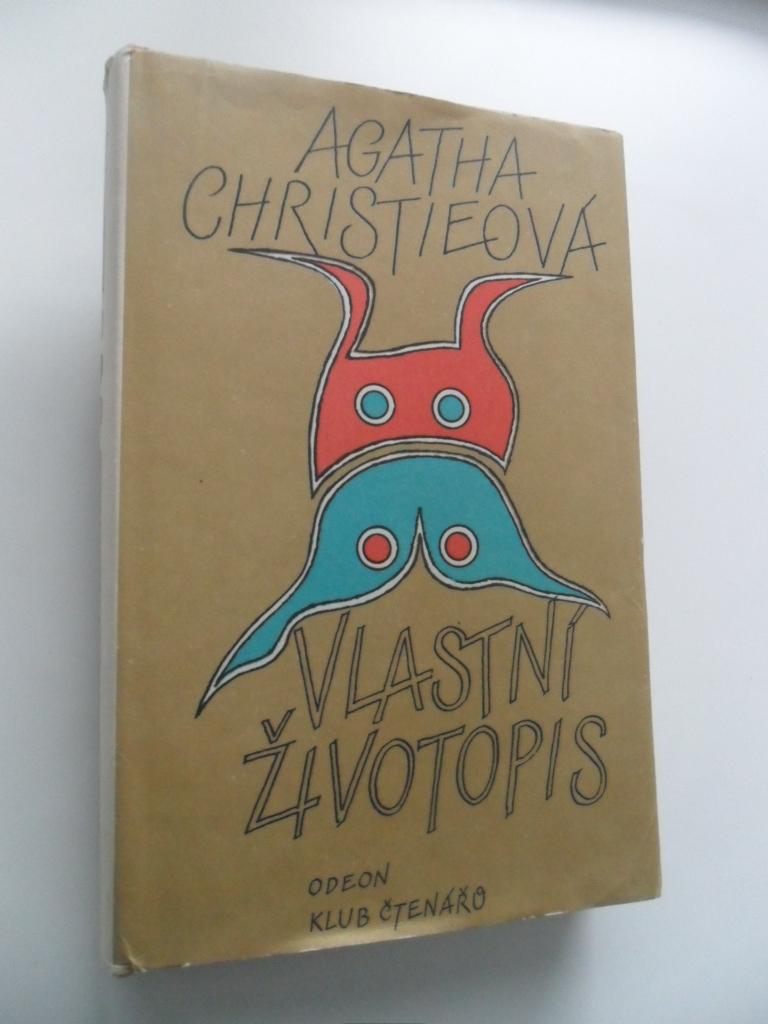 AGATHA
CHRISTIEOVÁ
VLASTNÍ
ŽIVOTOPIS
ODEON
KLUB ČTENÁŘŮ